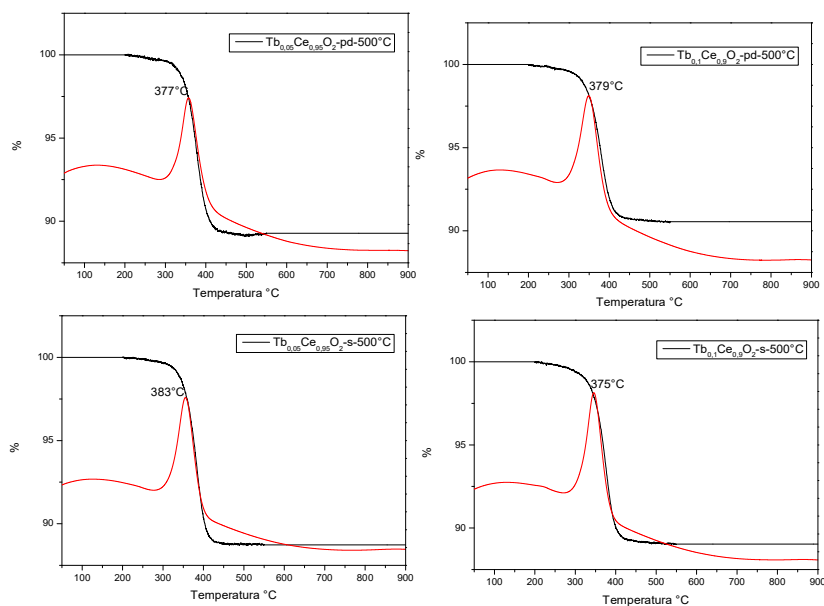 Tb0,05Ce0,95O2-pd-500°C
100
377°C
95
%
90
100 200 300 400 500 600 700 800 900
Temperatura °C
Tb0,1Ce0,9O2-pd-500°C
100
379°C
95
%
90
100 200 300 400 500 600 700 800 900
Temperatura °C
Tb0,05Ce0,95O2-s-500°C
100
383°C
%
96
92
88
100 200 300 400 500 600 700 800 900
Temperatura °C
Tb0,1Ce0,9O2-s-500°C
100
375°C
95
%
90
100 200 300 400 500 600 700 800 900
Temperatura °C